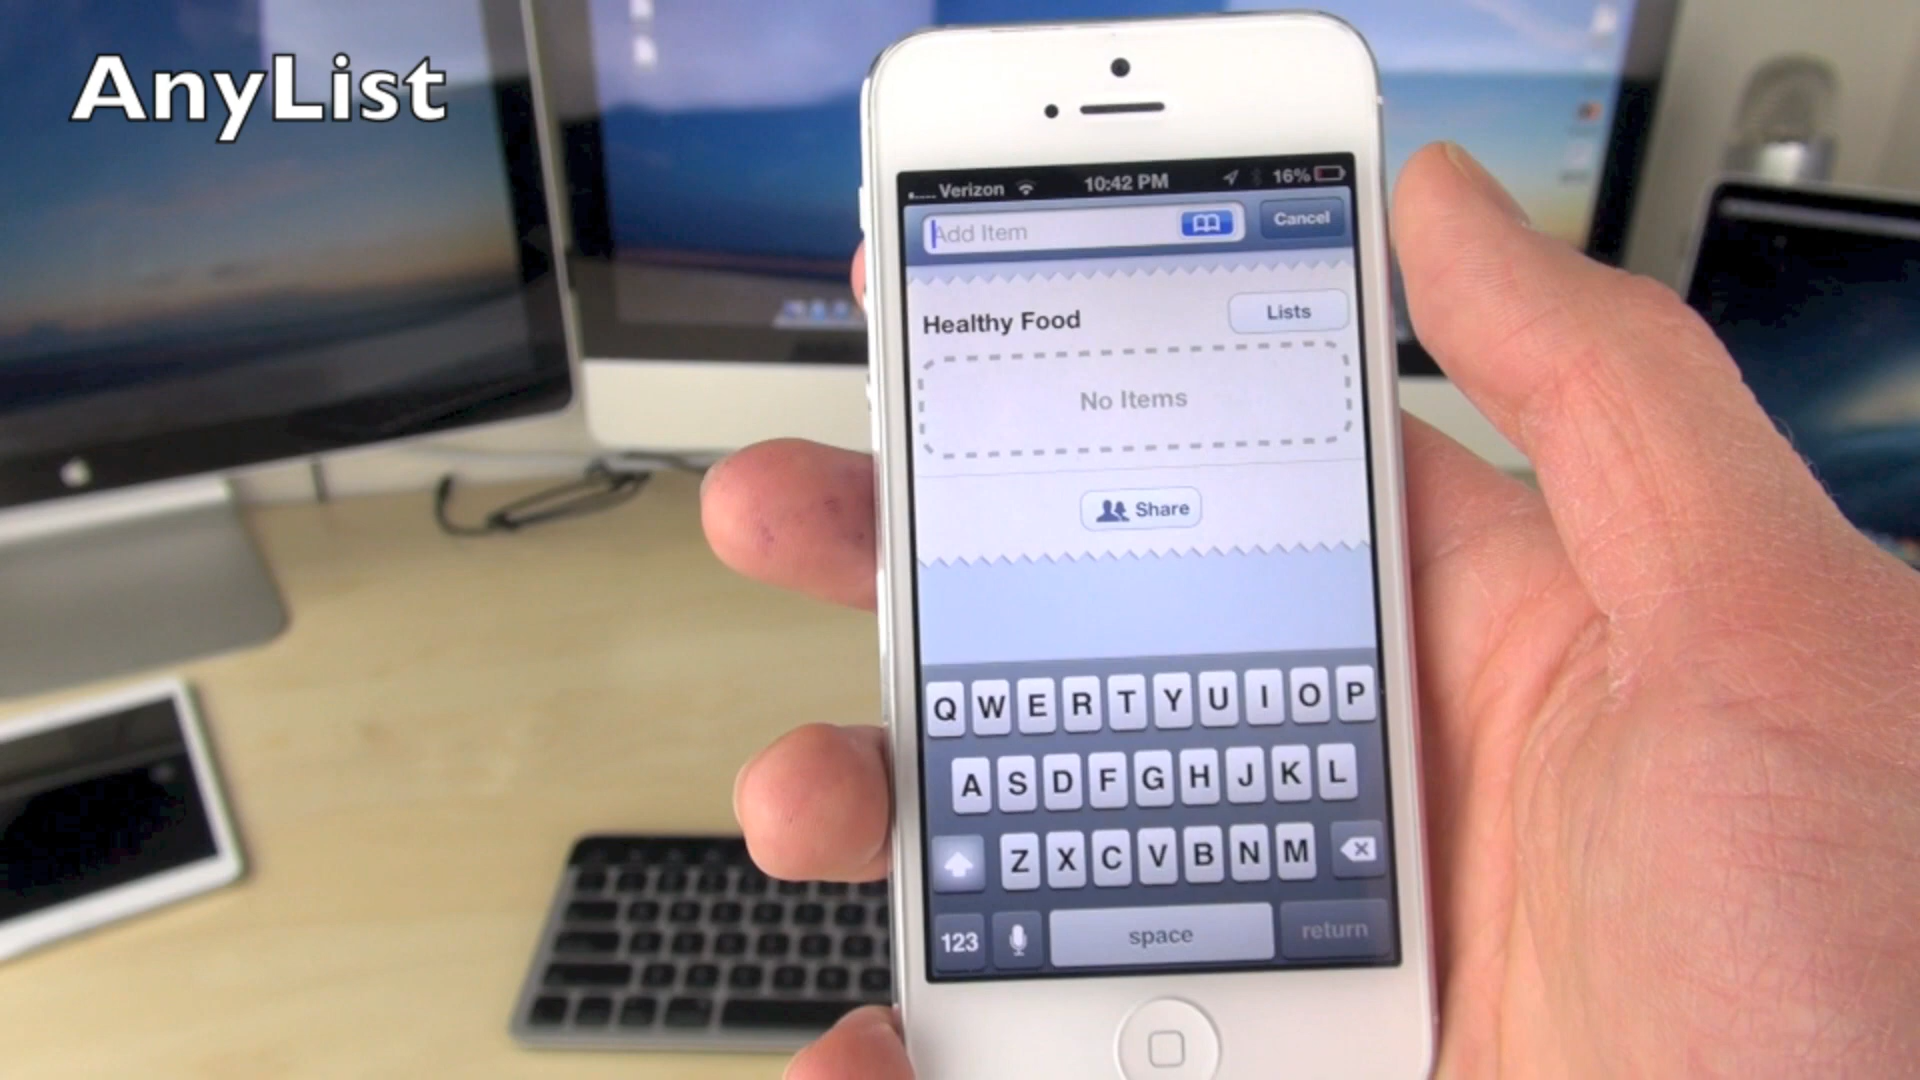 AnyList
Verizon 10:42 PM 16%
Add Item Cancel
Healthy Food Lists
No Items
Share
Q W E R T Y U I O P
A S D F G H J K L
Z X C V B N M
123 space return